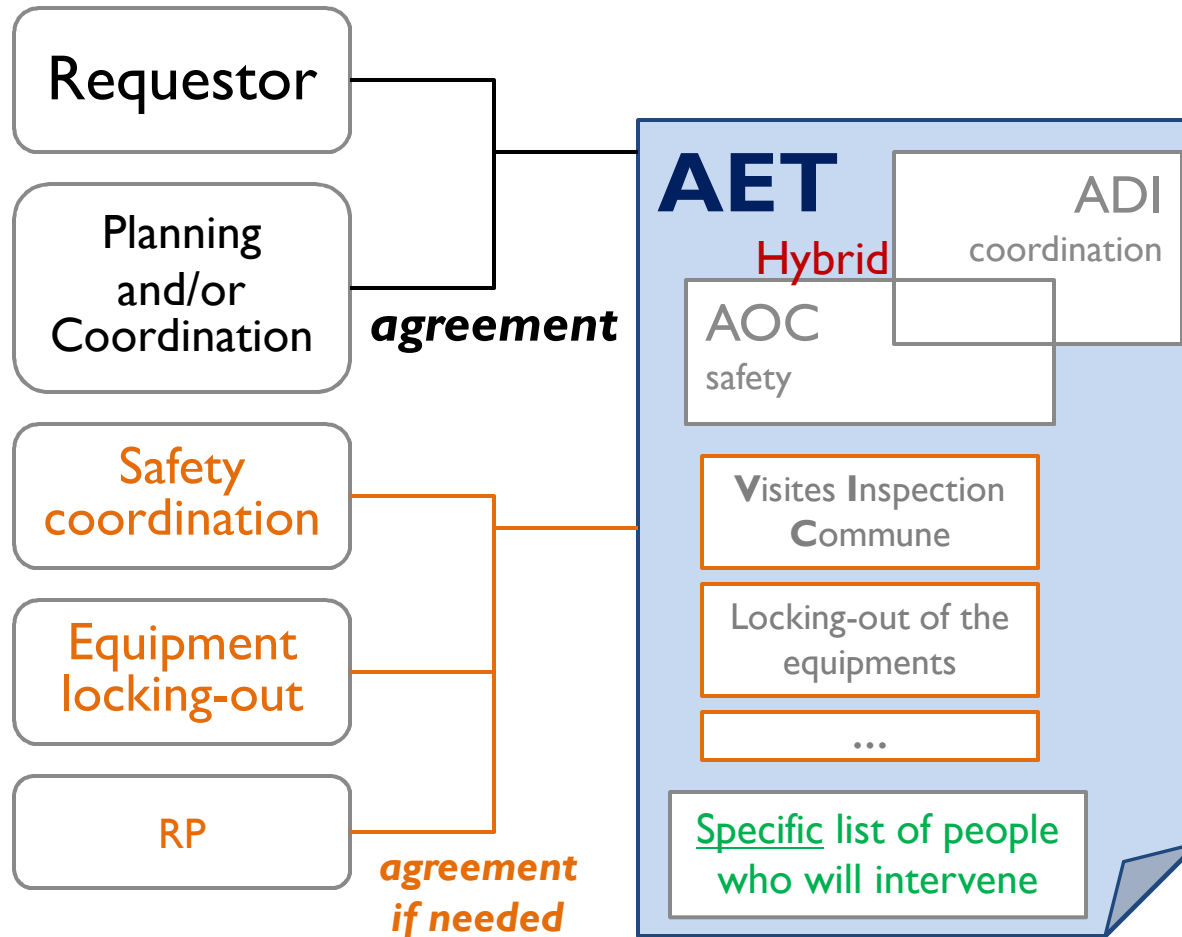 Requestor
Planning
and/or
Coordination
agreement
Safety
coordination
Equipment
locking-out
RP
agreement
if needed
AET
Hybrid
ADI
coordination
AOC
safety
Visites Inspection
Commune
Locking-out of the
equipments
...
Specific list of people
who will intervene